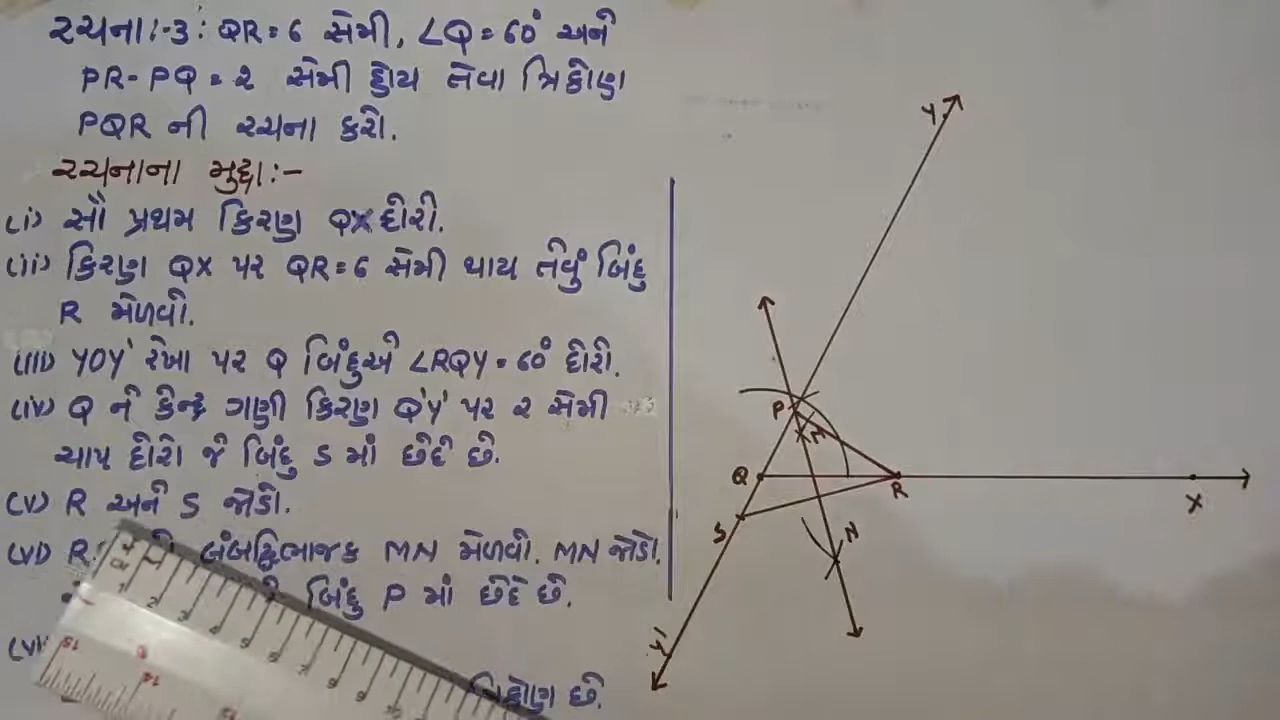 રચના:-૩: QR = 6 સેમી, ∠Q = 60° અને
PR - PQ = 2 સેમી હોય તેવા ત્રિકોણ
PQR ની રચના કરો.
રચનાના મુદ્દા:-
(i) સૌ પ્રથમ કિરણ QX દોરી.
(ii) કિરણ QX પર QR = 6 સેમી થાય તેવું બિંદુ
R મેળવો.
(iii) YQY' રેખા પર Q બિંદુએ ∠RQY = 60° દોરો.
(iv) Q ને કેન્દ્ર ગણી કિરણ Q'Y' પર 2 સેમી
ચાપ દોરો જે બિંદુ S માં છેદે છે.
(v) R અને S જોડો.
(vi) R લંબદ્વિભાજક MN મેળવો. MN જોડો.
બિંદુ P માં છેદે છે.
ત્રિકોણ છે.
Y
P
M
Q
R
X
S
N
Y'